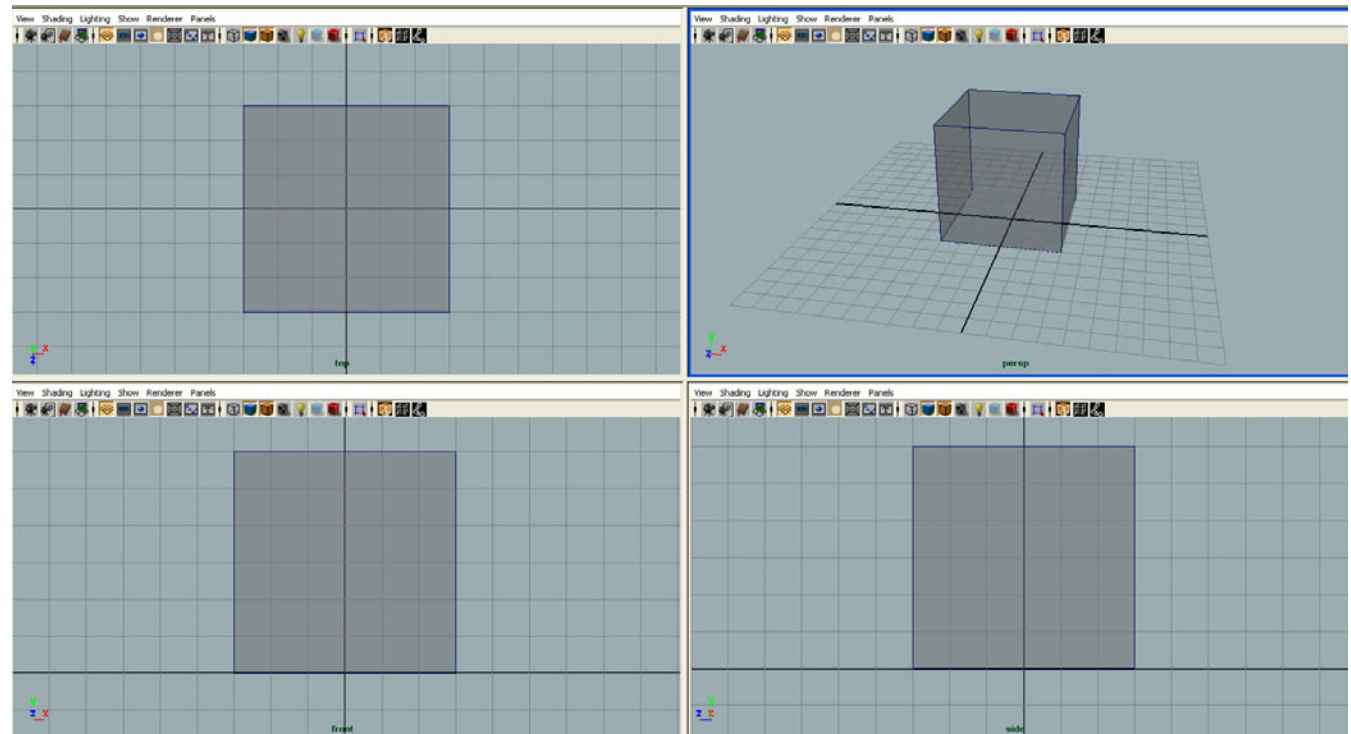 View Shading Lighting Show Renderer Panels
View Shading Lighting Show Renderer Panels
Y X
Z
top
Y
Z X
persp
View Shading Lighting Show Renderer Panels
View Shading Lighting Show Renderer Panels
Y
Z X
front
Y
Z X
side